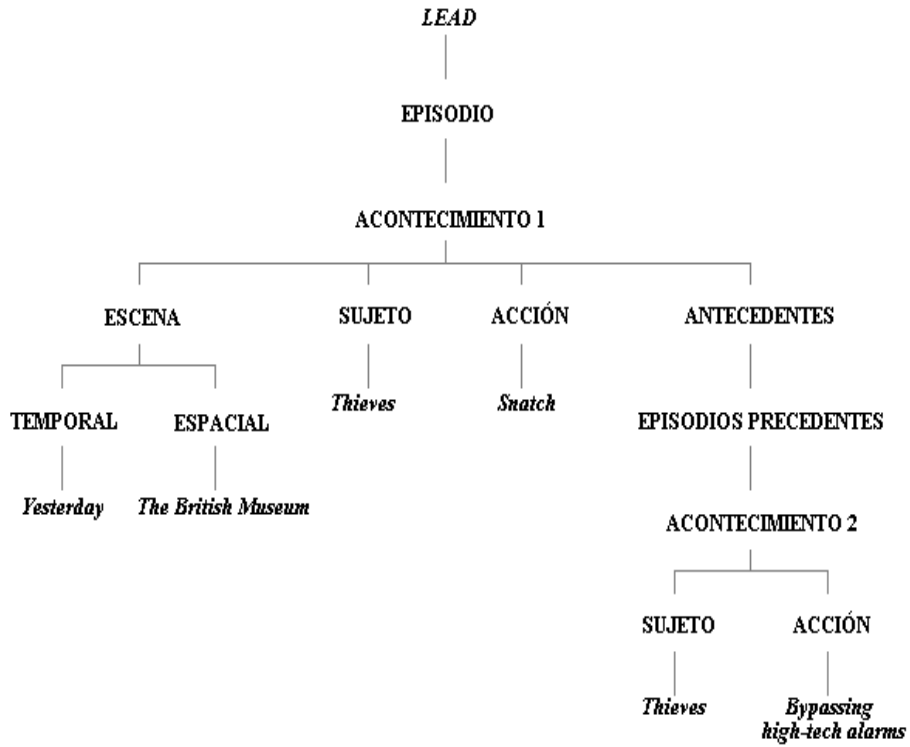 LEAD
EPISODIO
ACONTECIMIENTO 1
ESCENA SUJETO ACCIÓN ANTECEDENTES
Thieves Snatch
TEMPORAL ESPACIAL EPISODIOS PRECEDENTES
Yesterday The British Museum
ACONTECIMIENTO 2
SUJETO ACCIÓN
Thieves Bypassing
high-tech alarms